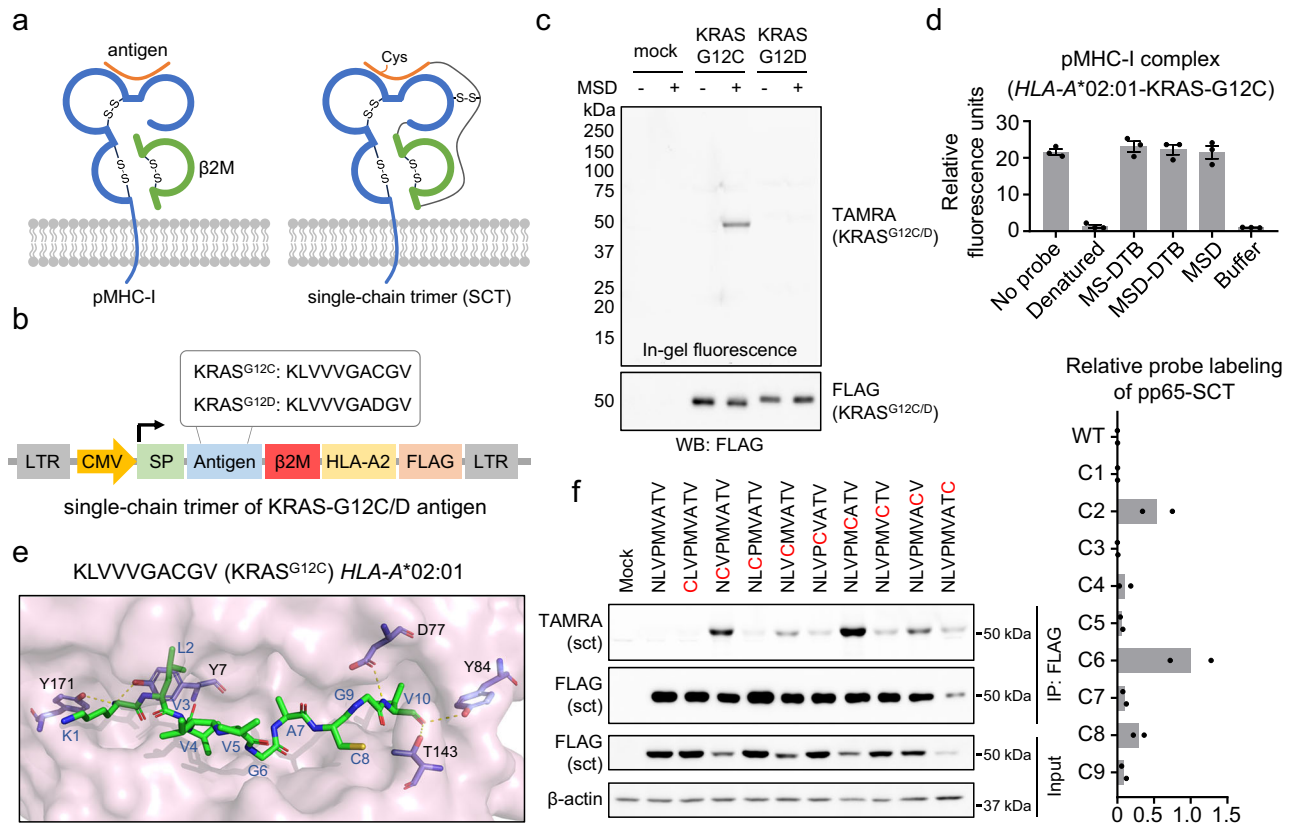 a
antigen
S-S
S-S
S-S
β2M
pMHC-I
Cys
S-S
S-S
S-S
S-S
single-chain trimer (SCT)
b
KRAS^G12C: KLVVVGACGV
KRAS^G12D: KLVVVGADGV
LTR CMV SP Antigen β2M HLA-A2 FLAG LTR
single-chain trimer of KRAS-G12C/D antigen
c
mock KRAS G12C KRAS G12D
MSD - + - + - +
kDa
250
150
100
75
50
37
25
20
15
TAMRA
(KRAS^G12C/D)
In-gel fluorescence
50
FLAG
(KRAS^G12C/D)
WB: FLAG
d
pMHC-I complex
(HLA-A*02:01-KRAS-G12C)
Relative
fluorescence units
30
20
10
0
No probe
Denatured
MS-DTB
MSD-DTB
MSD
Buffer
e
KLVVVGACGV (KRAS^G12C) HLA-A*02:01
Y171
K1
L2
Y7
V3
V4
V5
G6
A7
C8
G9
V10
D77
Y84
T143
f
Mock
NLVPMVATV
CLVPMVATV
NCVPMVATV
NLCPMVATV
NLVCMVATV
NLVPCVATV
NLVPMCATV
NLVPMVCTV
NLVPMVACV
NLVPMVATC
TAMRA
(sct)
50 kDa
FLAG
(sct)
50 kDa
IP: FLAG
FLAG
(sct)
50 kDa
β-actin
37 kDa
Input
Relative probe labeling
of pp65-SCT
WT
C1
C2
C3
C4
C5
C6
C7
C8
C9
0 0.5 1.0 1.5